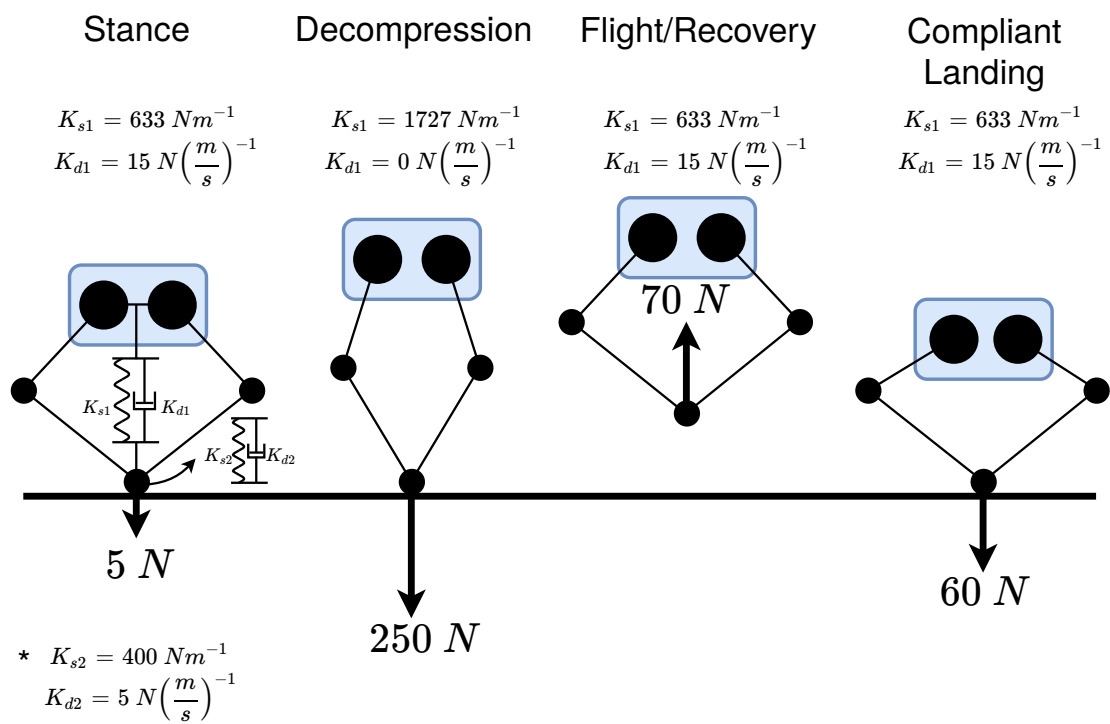 Stance
Decompression
Flight/Recovery
Compliant
Landing
K_{s1} = 633 Nm^{-1}
K_{d1} = 15 N(m/s)^{-1}
K_{s1} = 1727 Nm^{-1}
K_{d1} = 0 N(m/s)^{-1}
K_{s1} = 633 Nm^{-1}
K_{d1} = 15 N(m/s)^{-1}
K_{s1} = 633 Nm^{-1}
K_{d1} = 15 N(m/s)^{-1}
70 N
K_{s1}
K_{d1}
K_{s2}
K_{d2}
5 N
250 N
60 N
* K_{s2} = 400 Nm^{-1}
K_{d2} = 5 N(m/s)^{-1}